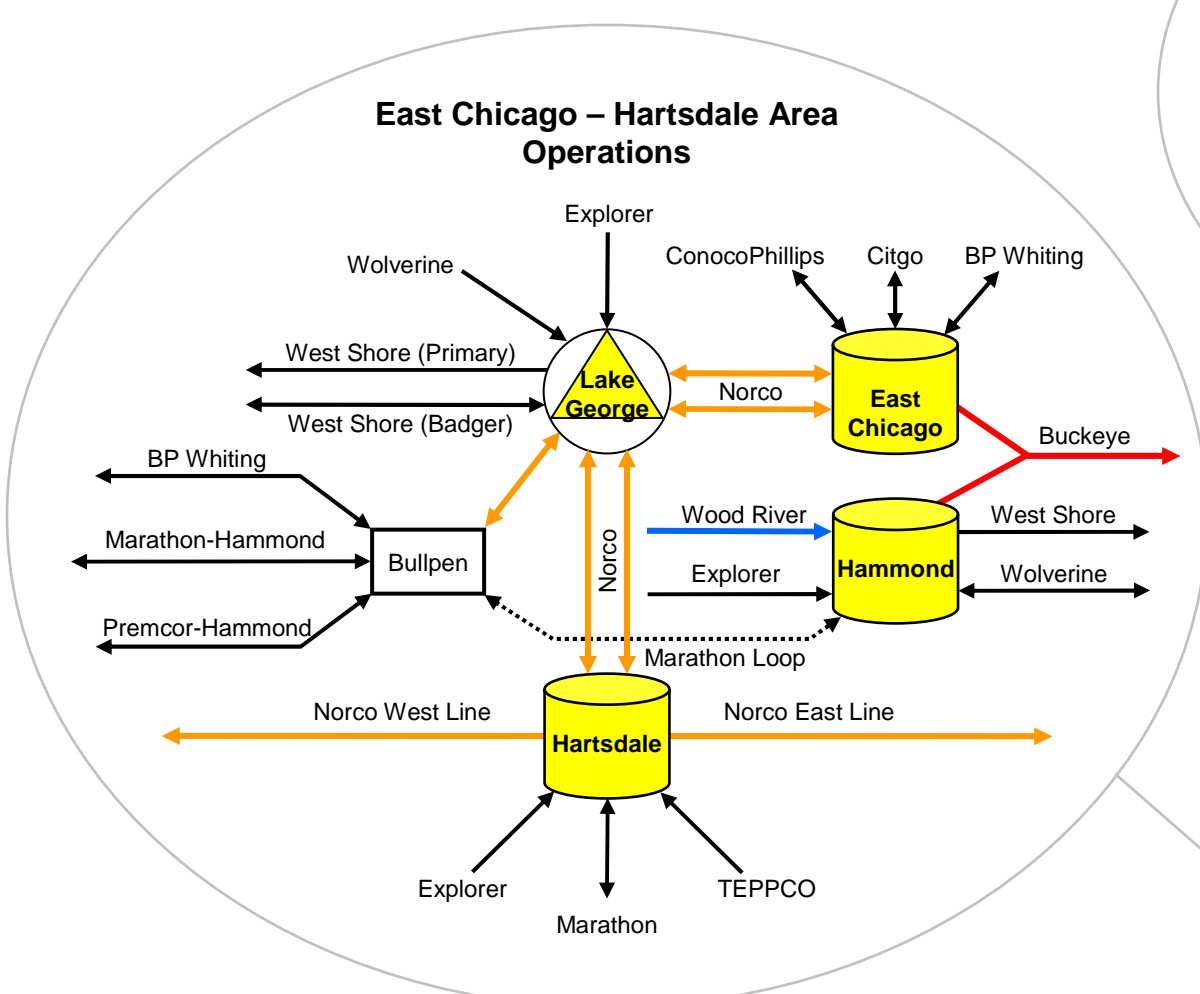 East Chicago – Hartsdale Area
Operations
Explorer
Wolverine
ConocoPhillips
Citgo
BP Whiting
West Shore (Primary)
Lake
George
Norco
East
Chicago
West Shore (Badger)
Buckeye
BP Whiting
Marathon-Hammond
Bullpen
Premcor-Hammond
Norco
Wood River
West Shore
Explorer
Hammond
Wolverine
Marathon Loop
Norco West Line
Hartsdale
Norco East Line
Explorer
Marathon
TEPPCO